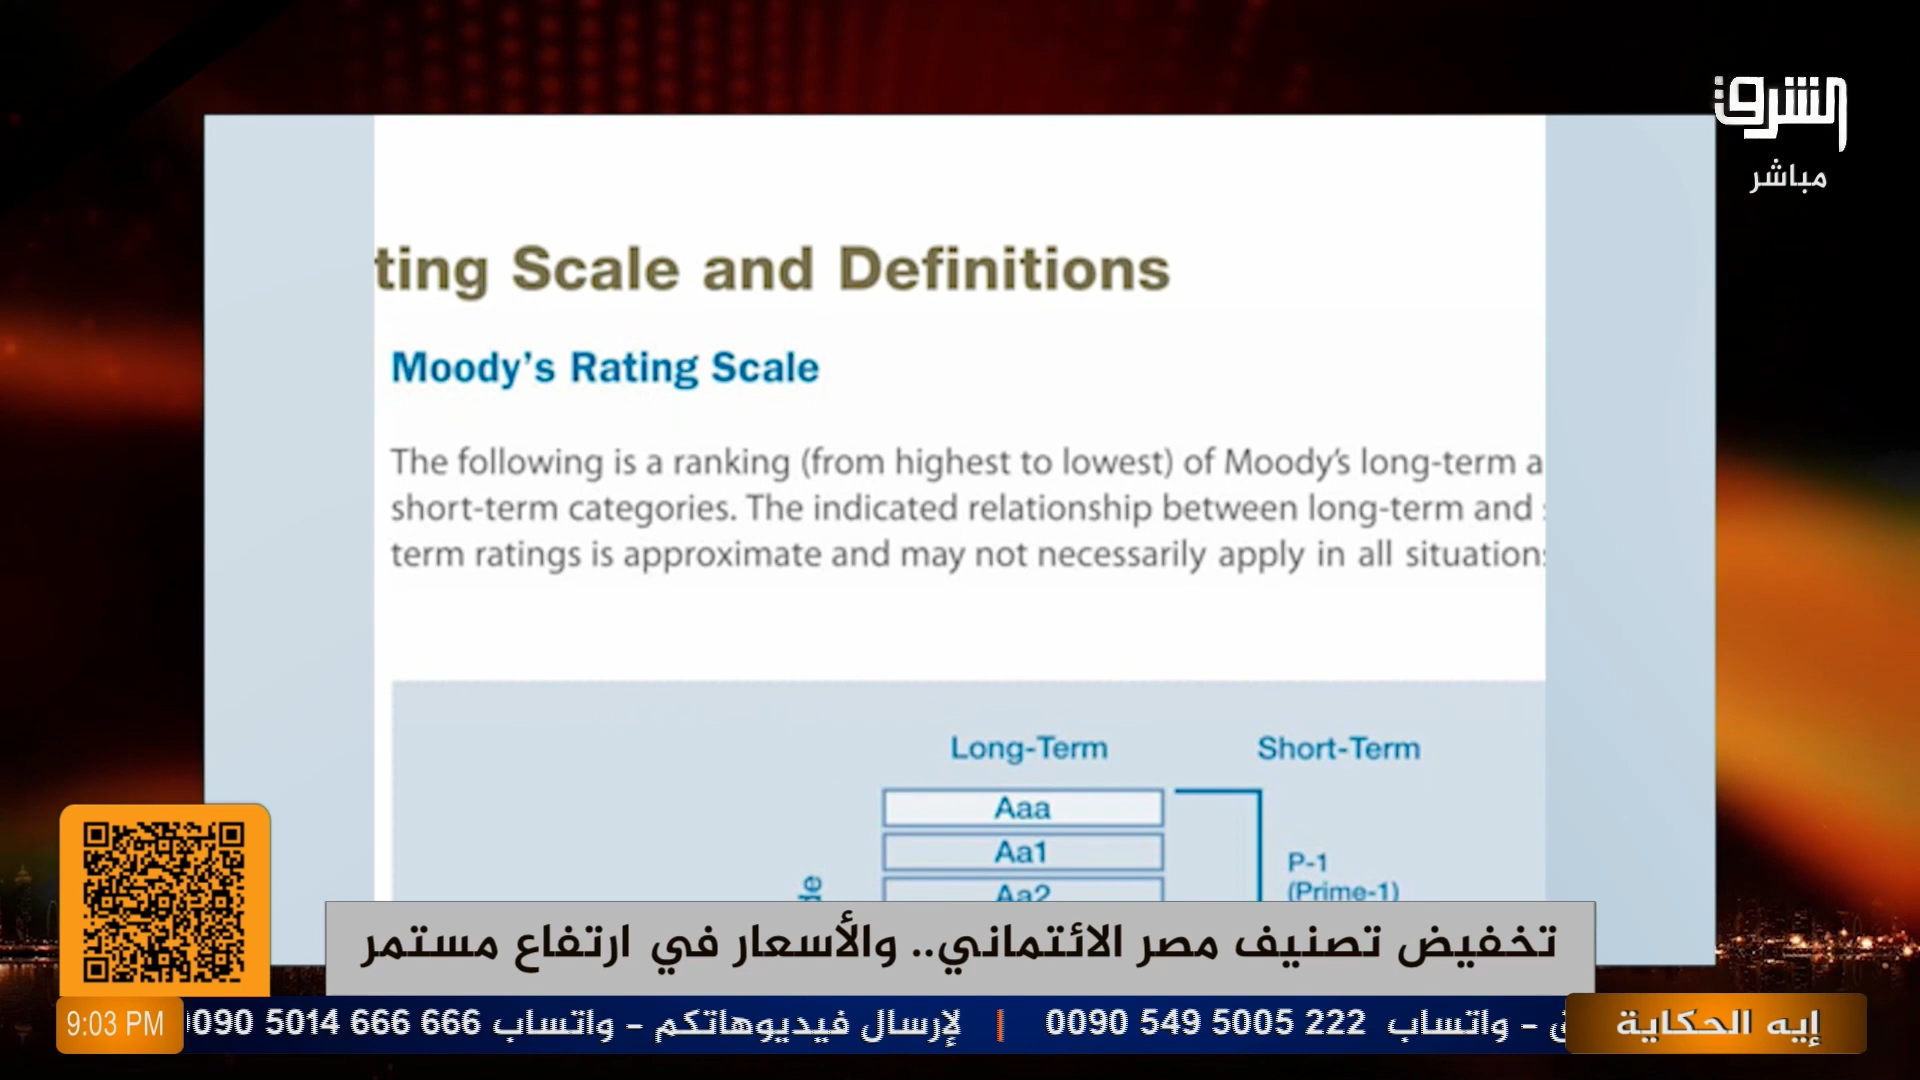 الشرق
مباشر
ting Scale and Definitions
Moody's Rating Scale
The following is a ranking (from highest to lowest) of Moody's long-term a
short-term categories. The indicated relationship between long-term and
term ratings is approximate and may not necessarily apply in all situation
Long-Term Short-Term
Aaa
Aa1
P-1
Aa2
(Prime-1)
de
تخفيض تصنيف مصر الائتماني.. والأسعار في ارتفاع مستمر
إيه الحكاية
ق - واتساب 222 5005 549 0090 | لإرسال فيديوهاتكم - واتساب 666 666 5014 0090
9:03 PM